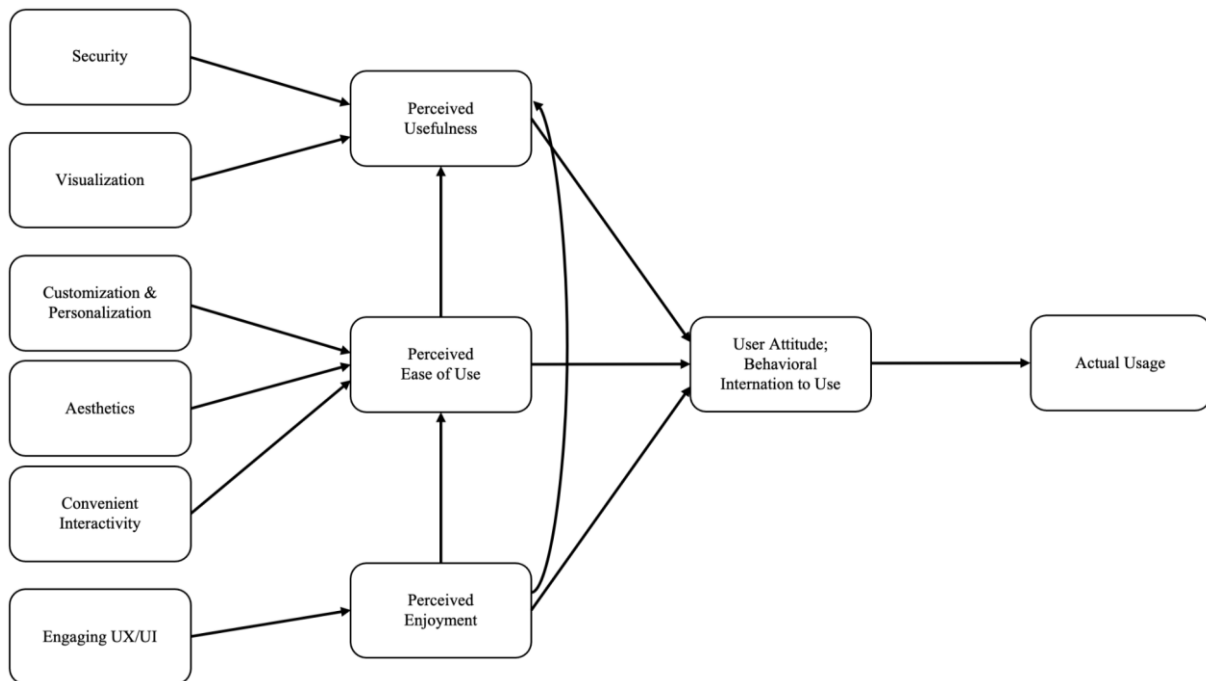 Security
Visualization
Customization &
Personalization
Aesthetics
Convenient
Interactivity
Engaging UX/UI
Perceived
Usefulness
Perceived
Ease of Use
Perceived
Enjoyment
User Attitude;
Behavioral
Internation to Use
Actual Usage